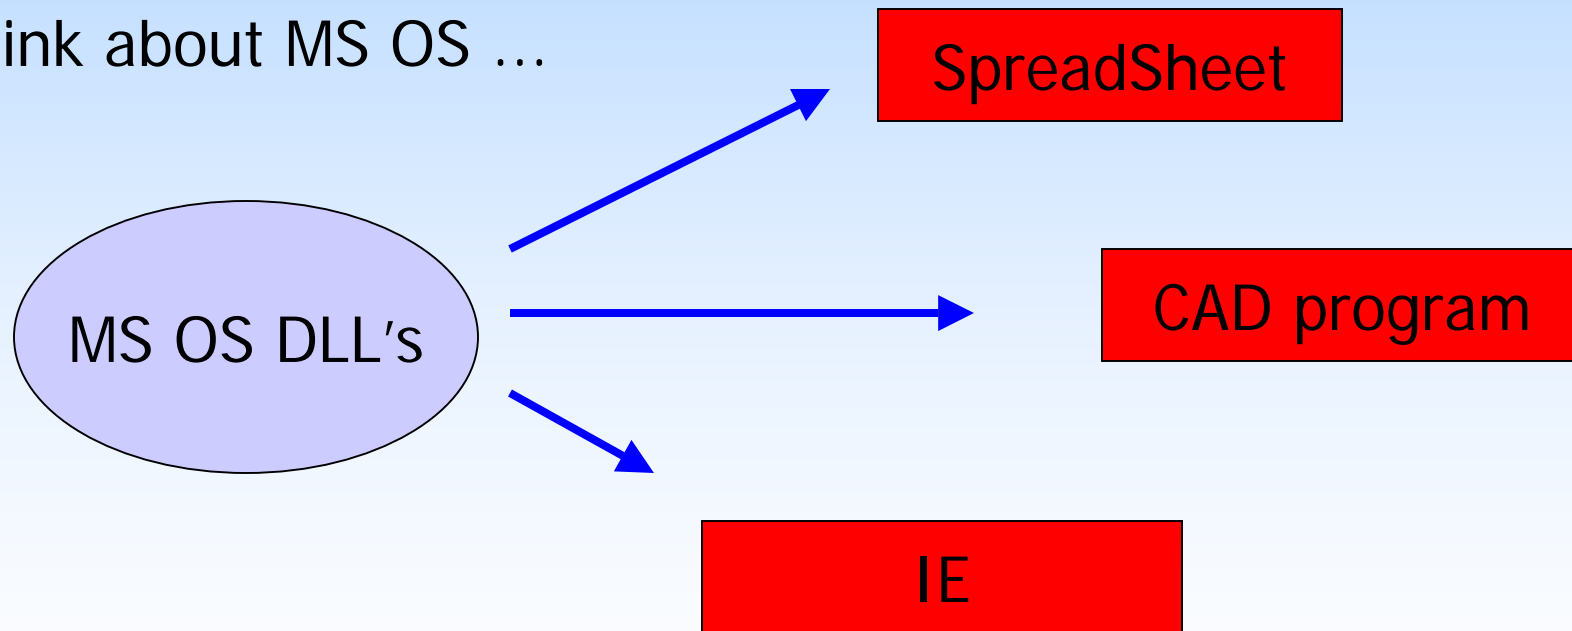 ink about MS OS ...
SpreadSheet
MS OS DLL's
CAD program
IE